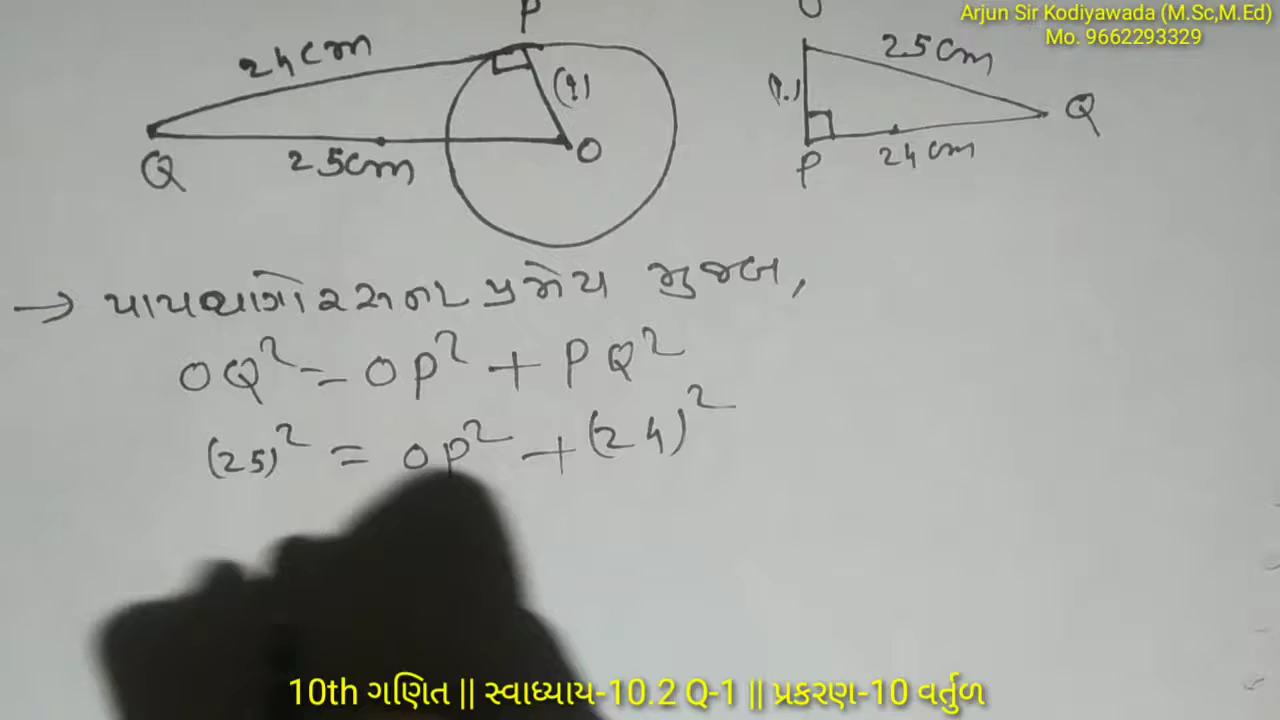 Arjun Sir Kodiyawada (M.Sc,M.Ed)
Mo. 9662293329
P
24cm
(?)
Q
25cm
O
O
25cm
(?)
Q
P
24cm
→ પાયથાગોરસના પ્રમેય મુજબ,
OQ² = OP² + PQ²
(25)² = OP² + (24)²
10th ગણિત || સ્વાધ્યાય-10.2 Q-1 || પ્રકરણ-10 વર્તુળ